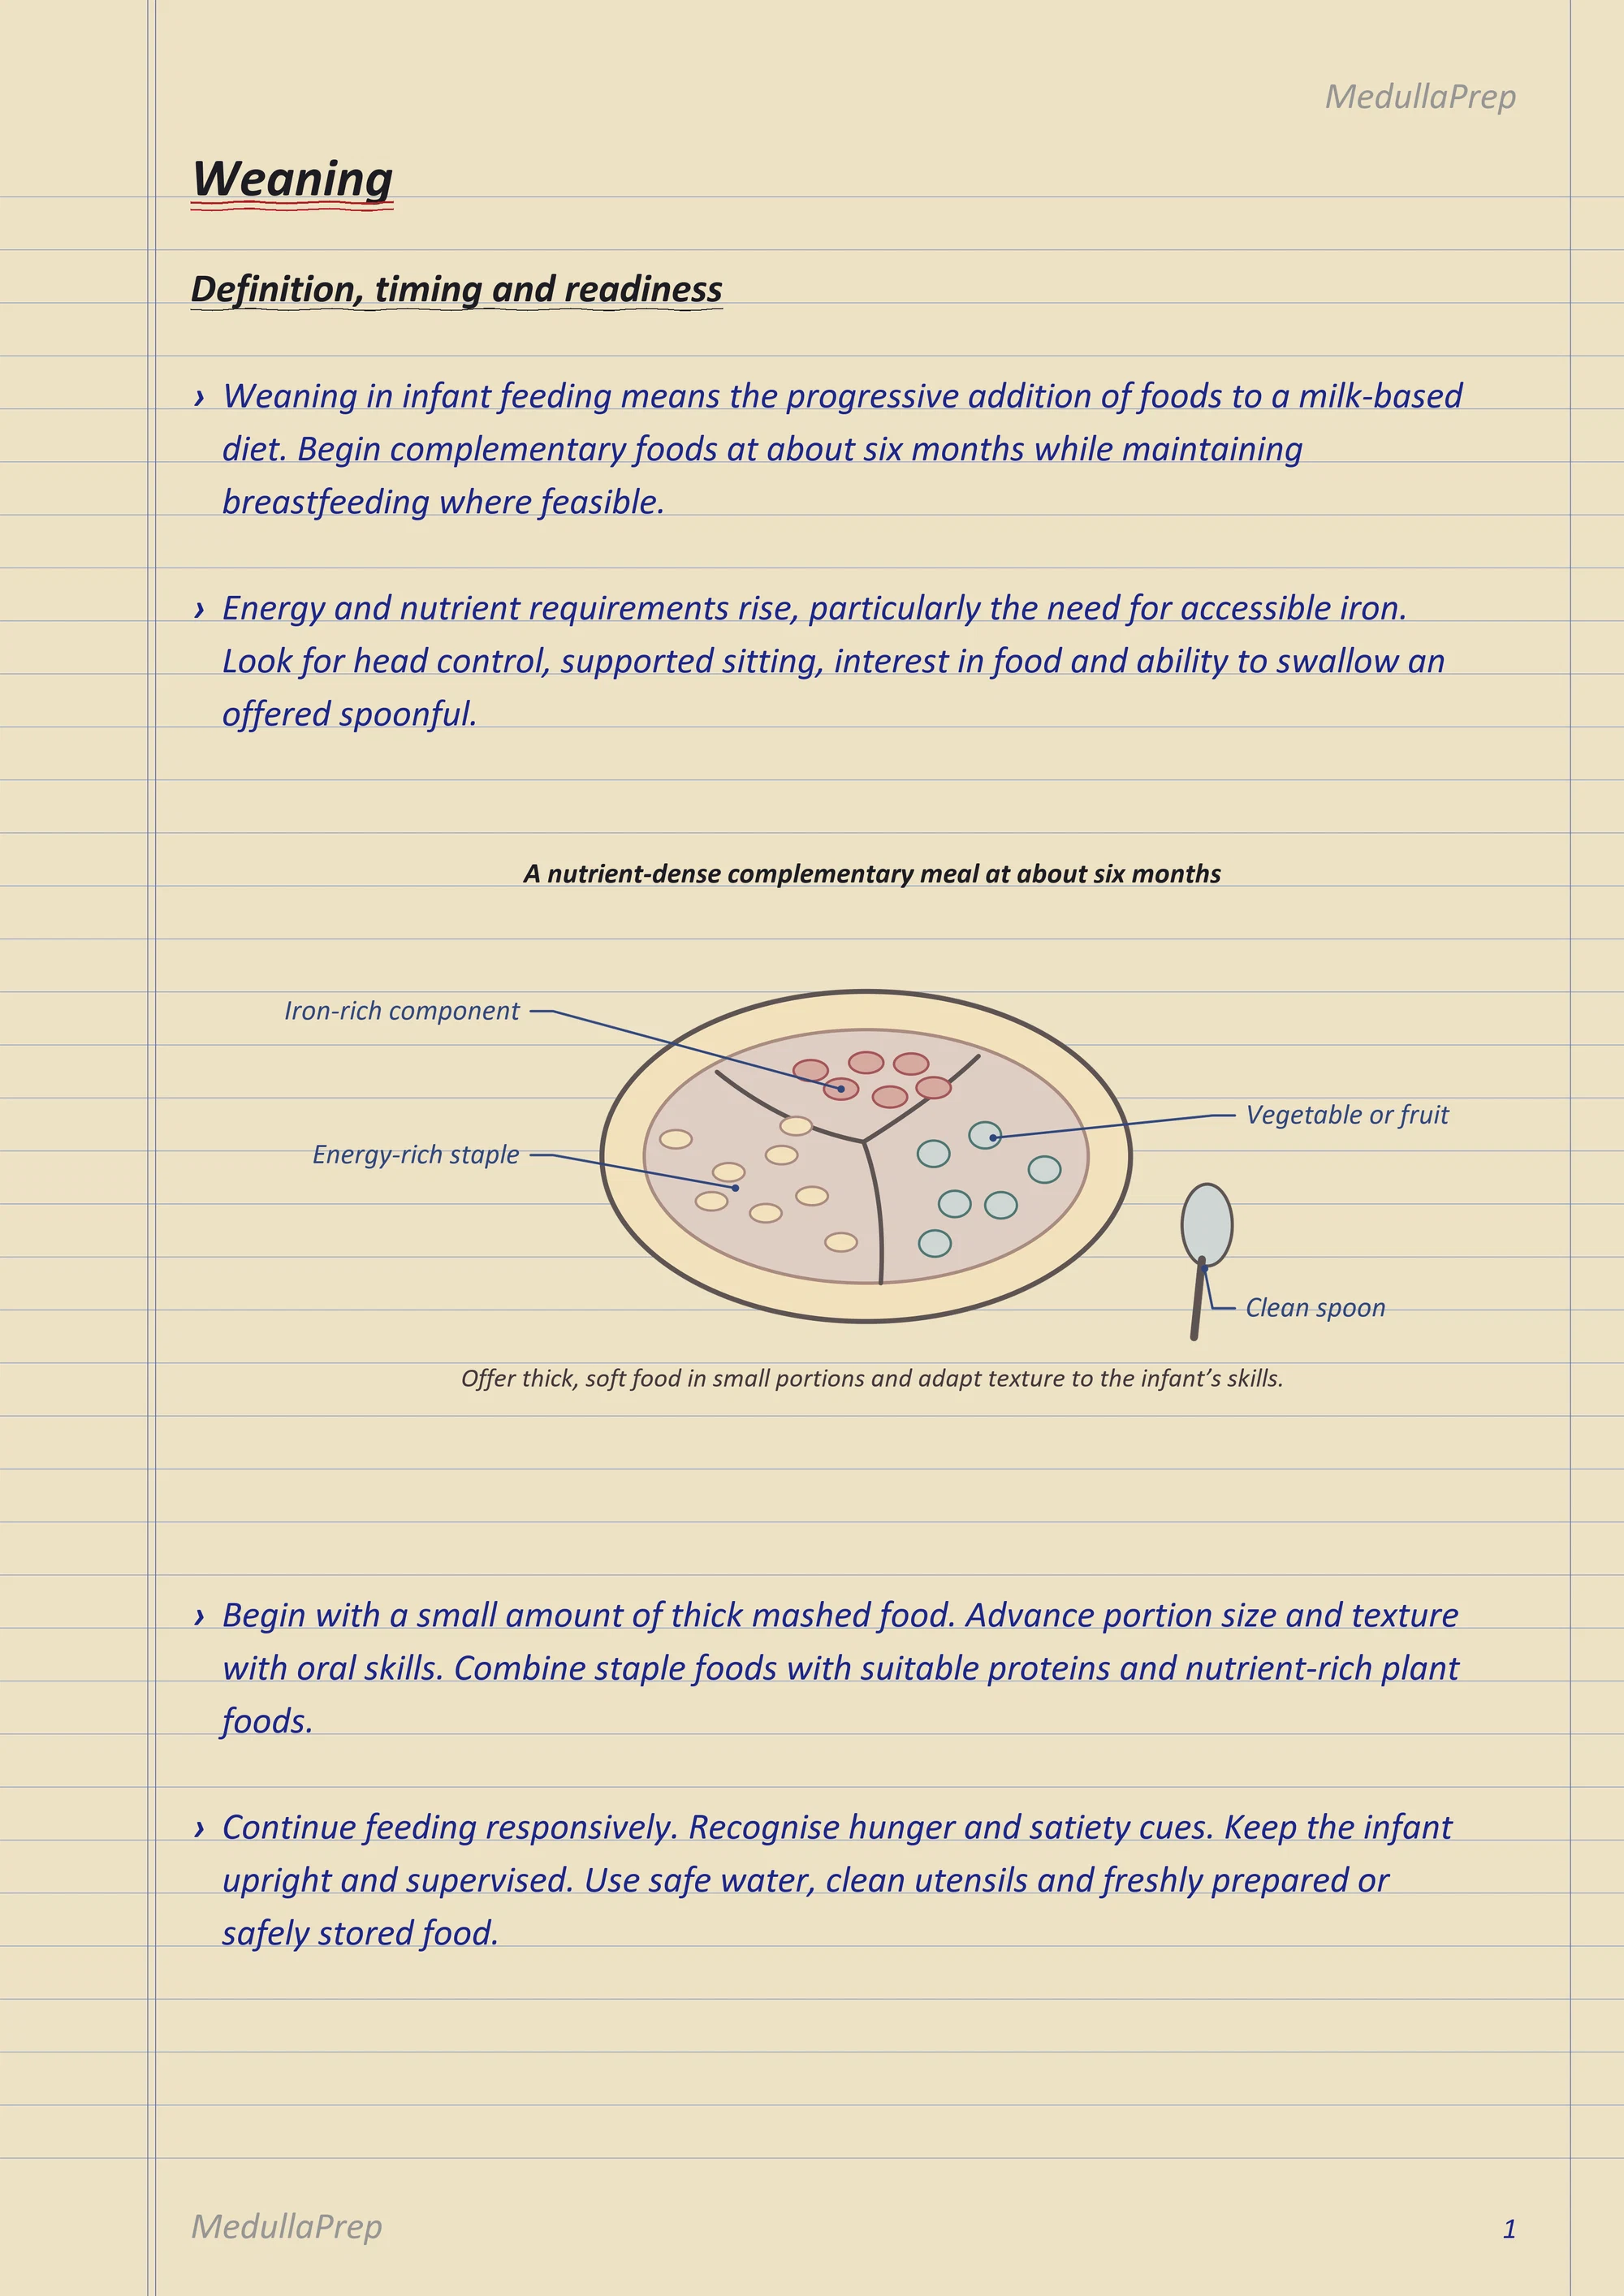 MedullaPrep
Weaning
Definition, timing and readiness
› Weaning in infant feeding means the progressive addition of foods to a milk-based
diet. Begin complementary foods at about six months while maintaining
breastfeeding where feasible.
› Energy and nutrient requirements rise, particularly the need for accessible iron.
Look for head control, supported sitting, interest in food and ability to swallow an
offered spoonful.
A nutrient-dense complementary meal at about six months
Iron-rich component
Vegetable or fruit
Energy-rich staple
Clean spoon
Offer thick, soft food in small portions and adapt texture to the infant’s skills.
› Begin with a small amount of thick mashed food. Advance portion size and texture
with oral skills. Combine staple foods with suitable proteins and nutrient-rich plant
foods.
› Continue feeding responsively. Recognise hunger and satiety cues. Keep the infant
upright and supervised. Use safe water, clean utensils and freshly prepared or
safely stored food.
MedullaPrep
1